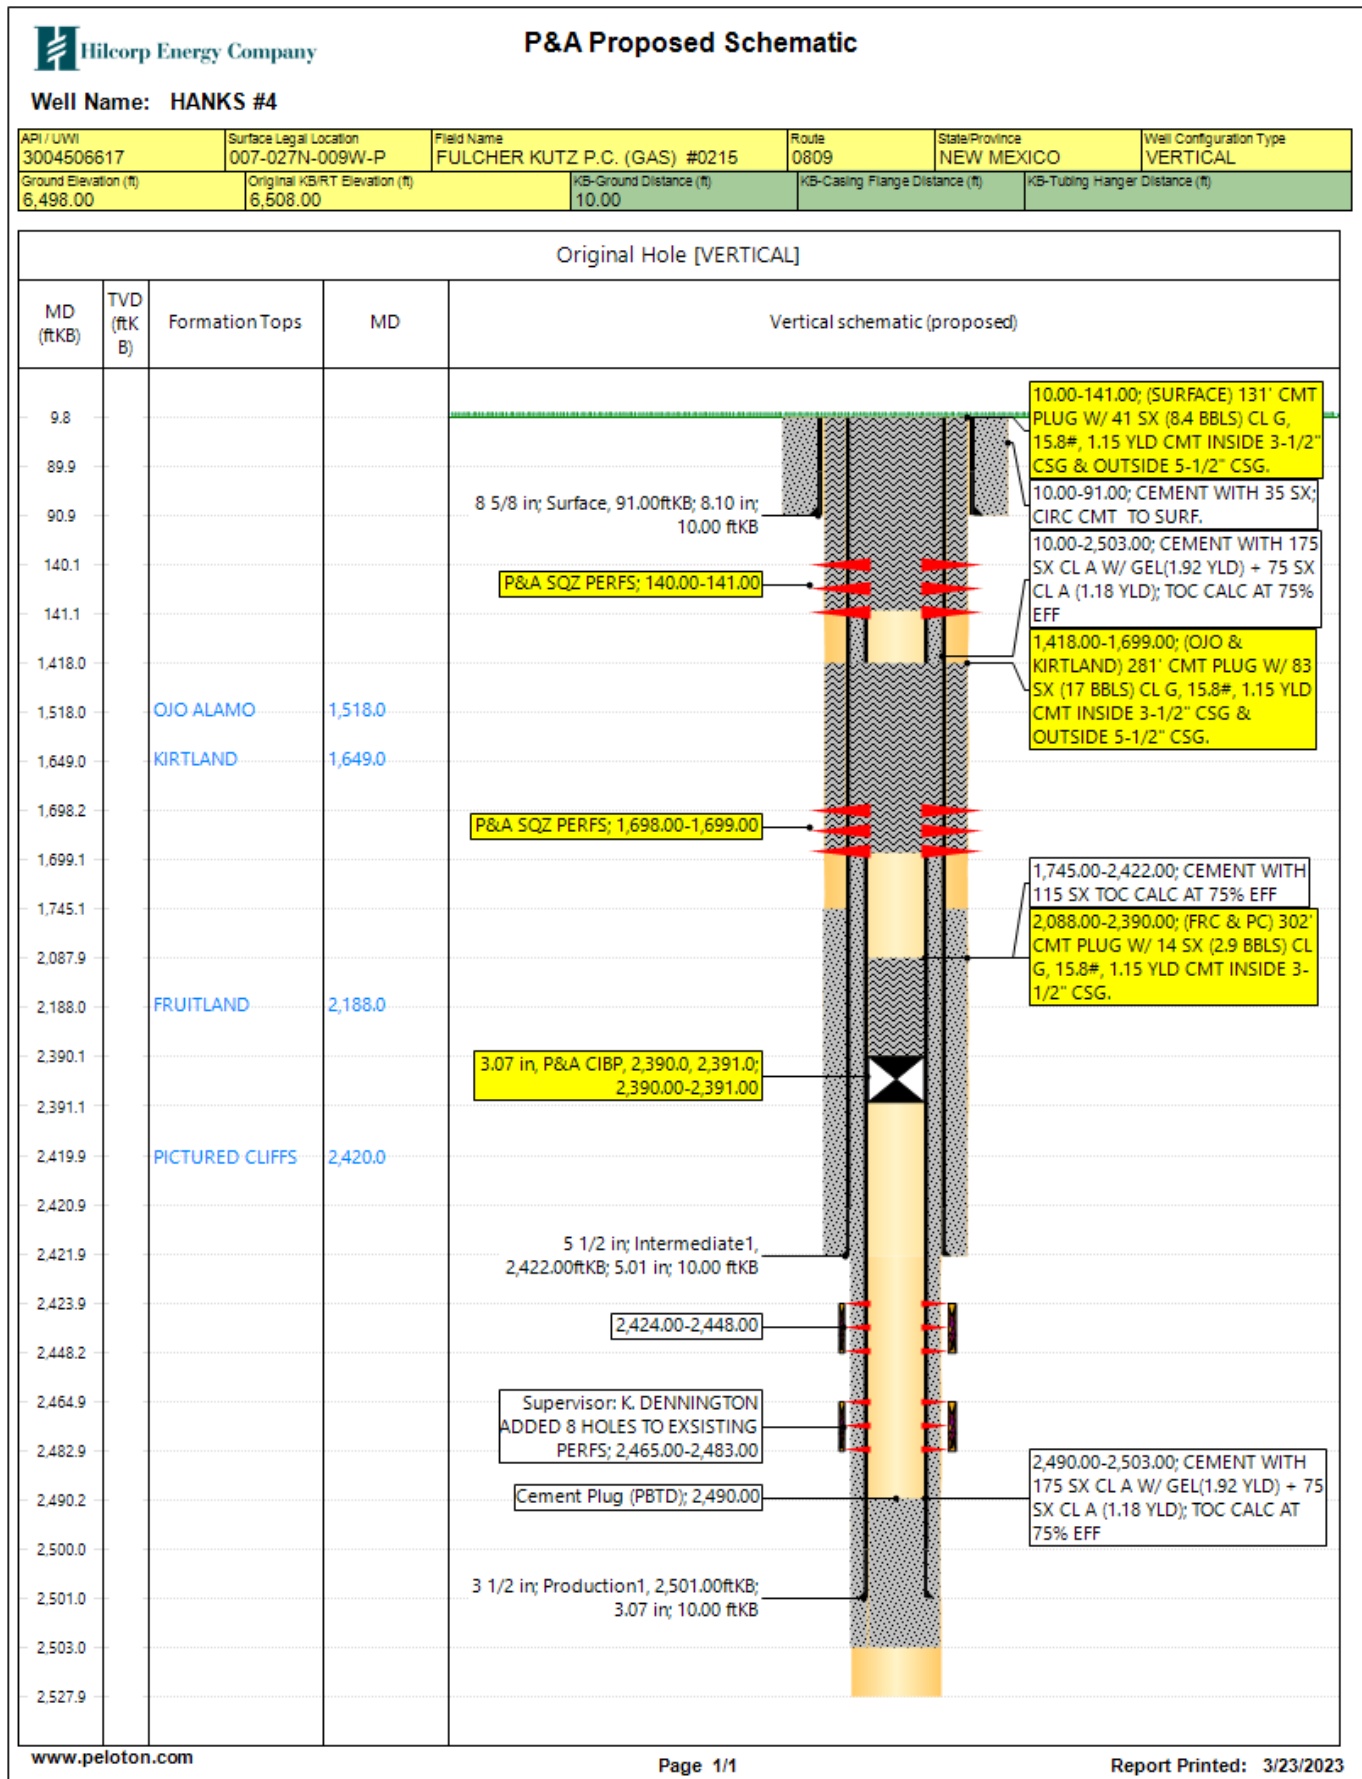 Hilcorp Energy Company
P&A Proposed Schematic
Well Name: HANKS #4
API / UWI
3004506617
Surface Legal Location
007-027N-009W-P
Field Name
FULCHER KUTZ P.C. (GAS) #0215
Route
0809
State/Province
NEW MEXICO
Well Configuration Type
VERTICAL
Ground Elevation (ft)
6,498.00
Original KB/RT Elevation (ft)
6,508.00
KB-Ground Distance (ft)
10.00
KB-Casing Flange Distance (ft)
KB-Tubing Hanger Distance (ft)
Original Hole [VERTICAL]
MD
(ftKB)
TVD
(ftK
B)
Formation Tops
MD
Vertical schematic (proposed)
9.8
89.9
90.9
140.1
141.1
1,418.0
1,518.0
1,649.0
1,698.2
1,699.1
1,745.1
2,087.9
2,188.0
2,390.1
2,391.1
2,419.9
2,420.9
2,421.9
2,423.9
2,448.2
2,464.9
2,482.9
2,490.2
2,500.0
2,501.0
2,503.0
2,527.9
OJO ALAMO 1,518.0
KIRTLAND 1,649.0
FRUITLAND 2,188.0
PICTURED CLIFFS 2,420.0
8 5/8 in; Surface, 91.00ftKB; 8.10 in;
10.00 ftKB
P&A SQZ PERFS; 140.00-141.00
P&A SQZ PERFS; 1,698.00-1,699.00
3.07 in, P&A CIBP, 2,390.0, 2,391.0;
2,390.00-2,391.00
5 1/2 in; Intermediate1,
2,422.00ftKB; 5.01 in; 10.00 ftKB
2,424.00-2,448.00
Supervisor: K. DENNINGTON
ADDED 8 HOLES TO EXSISTING
PERFS; 2,465.00-2,483.00
Cement Plug (PBTD); 2,490.00
3 1/2 in; Production1, 2,501.00ftKB;
3.07 in; 10.00 ftKB
10.00-141.00; (SURFACE) 131' CMT
PLUG W/ 41 SX (8.4 BBLS) CL G,
15.8#, 1.15 YLD CMT INSIDE 3-1/2"
CSG & OUTSIDE 5-1/2" CSG.
10.00-91.00; CEMENT WITH 35 SX;
CIRC CMT TO SURF.
10.00-2,503.00; CEMENT WITH 175
SX CL A W/ GEL(1.92 YLD) + 75 SX
CL A (1.18 YLD); TOC CALC AT 75%
EFF
1,418.00-1,699.00; (OJO &
KIRTLAND) 281' CMT PLUG W/ 83
SX (17 BBLS) CL G, 15.8#, 1.15 YLD
CMT INSIDE 3-1/2" CSG &
OUTSIDE 5-1/2" CSG.
1,745.00-2,422.00; CEMENT WITH
115 SX TOC CALC AT 75% EFF
2,088.00-2,390.00; (FRC & PC) 302'
CMT PLUG W/ 14 SX (2.9 BBLS) CL
G, 15.8#, 1.15 YLD CMT INSIDE 3-
1/2" CSG.
2,490.00-2,503.00; CEMENT WITH
175 SX CL A W/ GEL(1.92 YLD) + 75
SX CL A (1.18 YLD); TOC CALC AT
75% EFF
www.peloton.com
Page 1/1
Report Printed: 3/23/2023